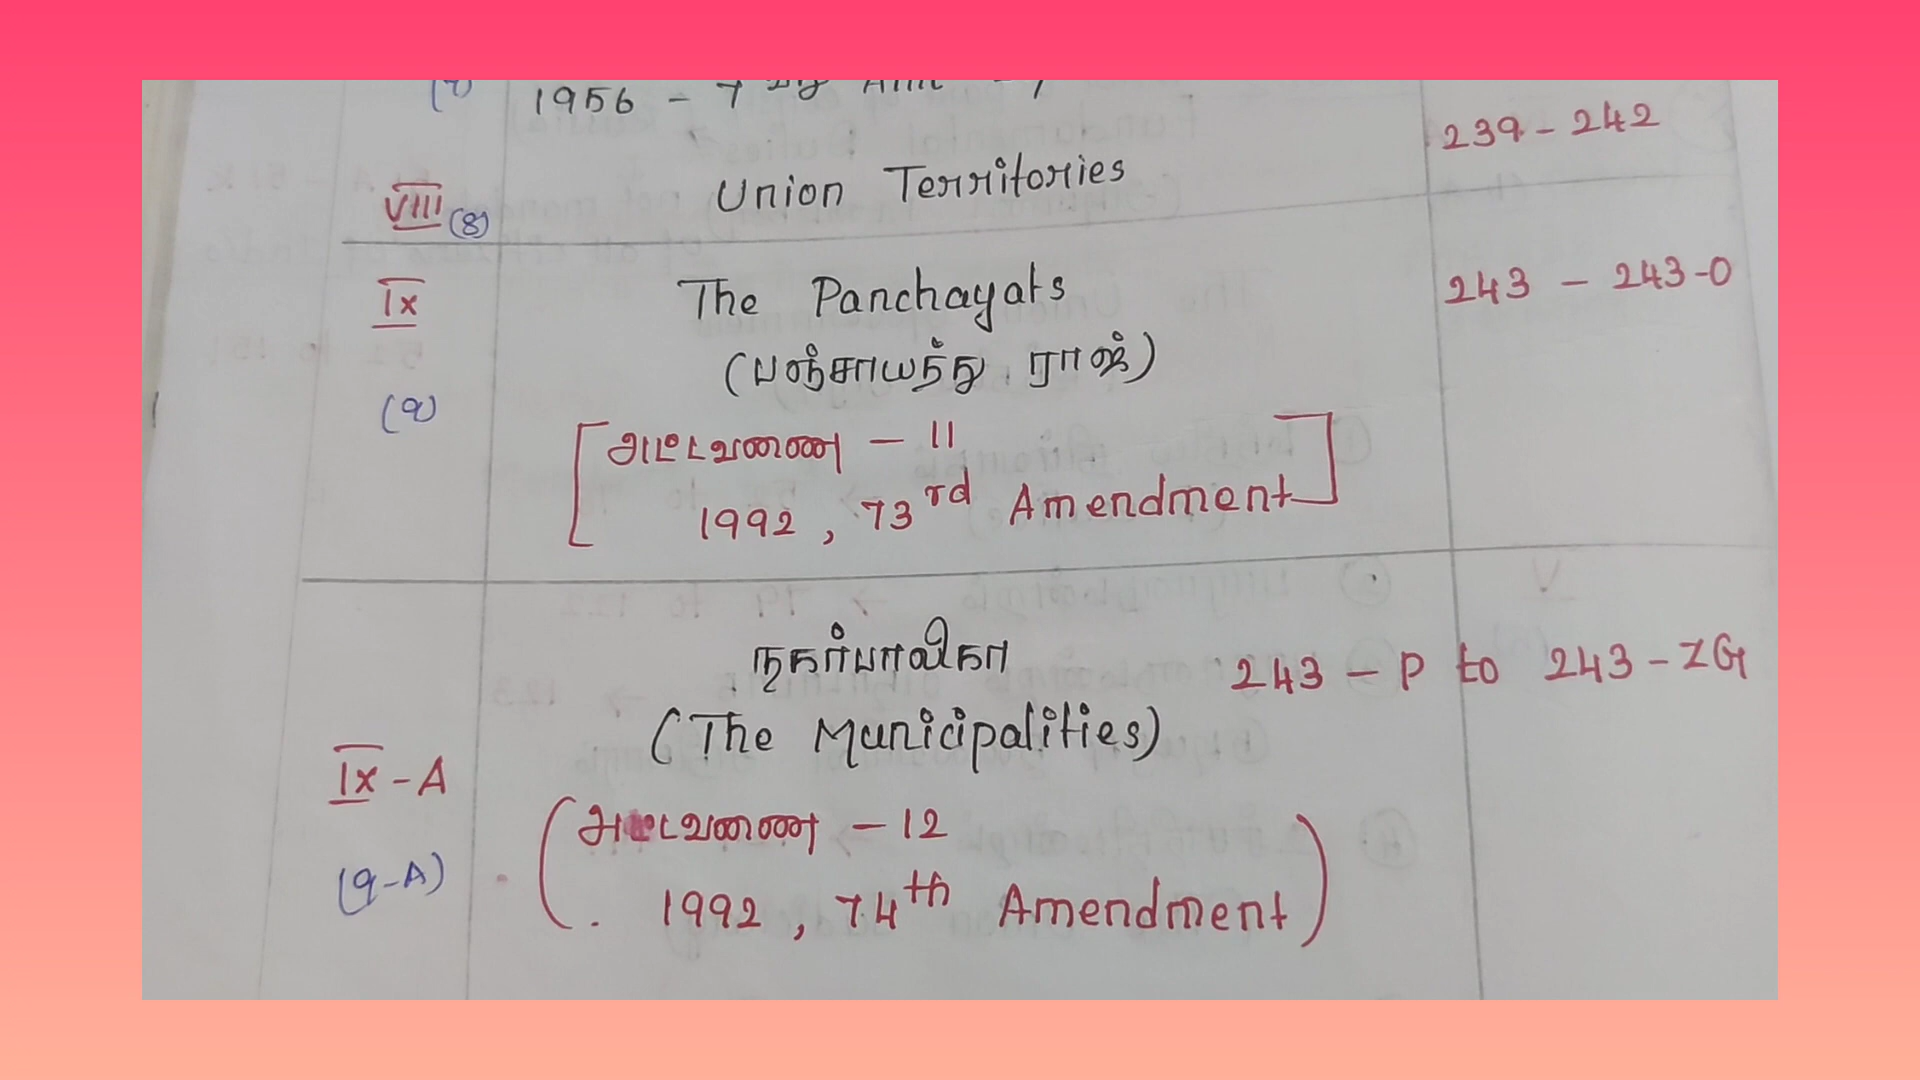 1956 - 7
239 - 242
VIII (8) Union Territories
IX The Panchayats 243 - 243-O
(பஞ்சாயத்து ராஜ்)
(9)
[அட்டவணை - 11
1992, 73rd Amendment]
நகர்பாலிகா 243 - P to 243 - ZG
(The Municipalities)
IX - A
(அட்டவணை - 12
(9-A)
1992, 74th Amendment)